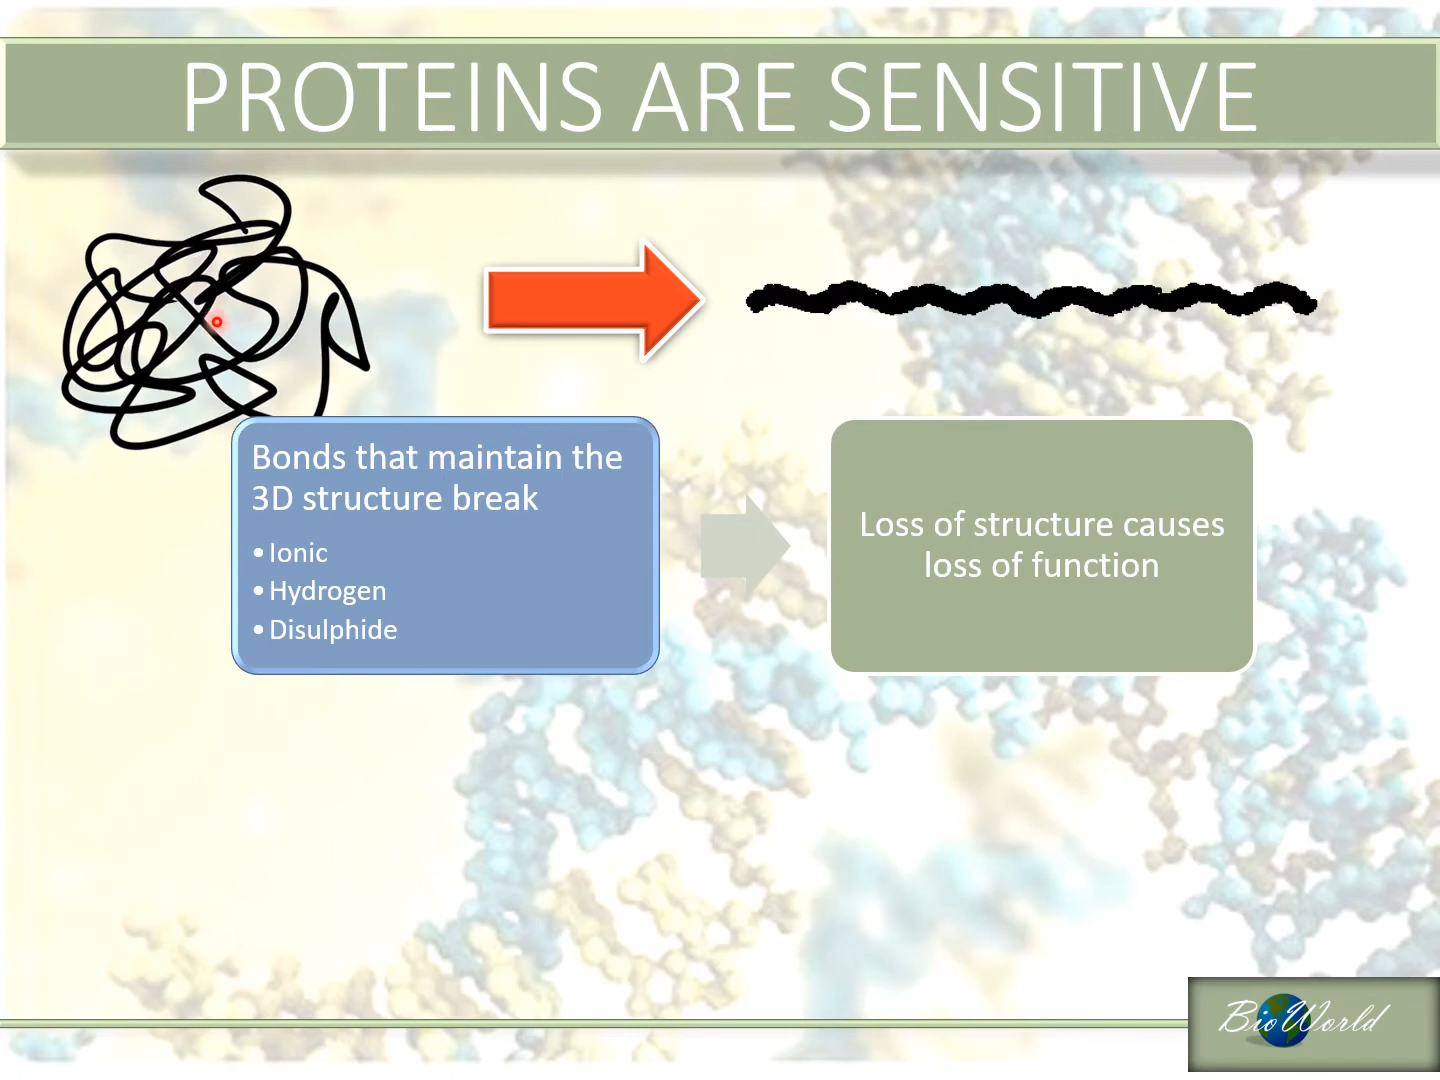 PROTEINS ARE SENSITIVE
Bonds that maintain the
3D structure break
• Ionic
• Hydrogen
• Disulphide
Loss of structure causes
loss of function
BioWorld